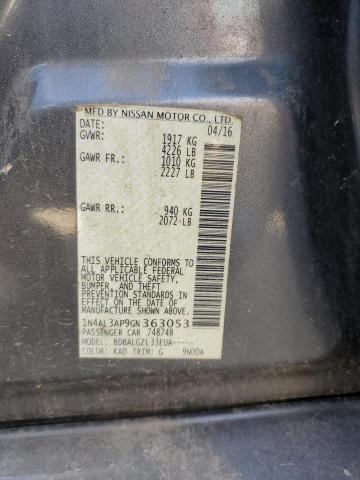 MFD BY NISSAN MOTOR CO., LTD.
DATE: 04/16
GVWR: 1917 KG
4226 LB
GAWR FR.: 1010 KG
2227 LB
GAWR RR.: 940 KG
2072 LB
THIS VEHICLE CONFORMS TO ALL
APPLICABLE FEDERAL
MOTOR VEHICLE SAFETY,
BUMPER, AND THEFT
PREVENTION STANDARDS IN
EFFECT ON THE DATE OF
MANUFACTURE SHOWN ABOVE.
1N4AL3AP9GN363053
PASSENGER CAR 748748
MODEL: BDBALGZL33EUA-----
COLOR: KAD TRIM: G 9N00A